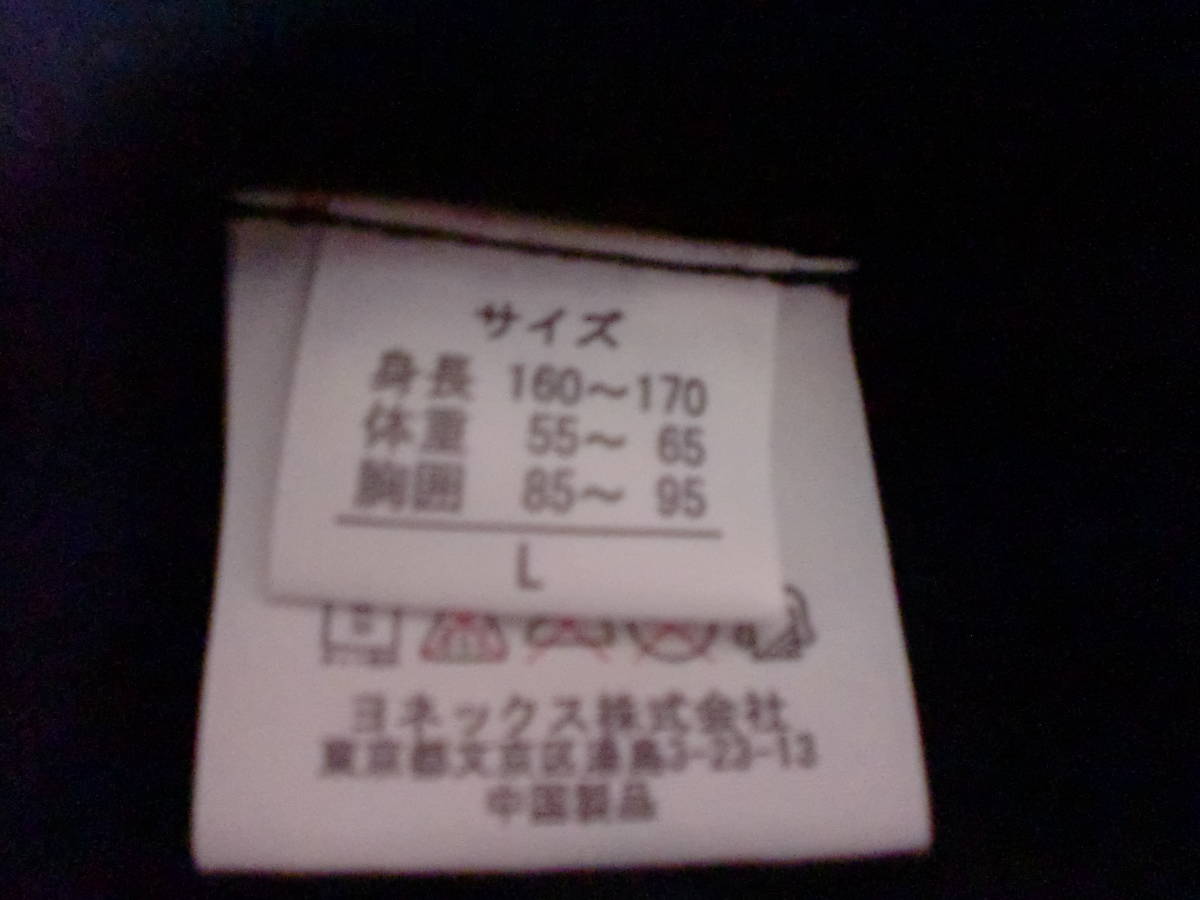 サイズ
身長 160～170
体重 55～ 65
胸囲 85～ 95
L
ヨネックス株式会社
東京都文京区湯島3-23-13
中国製品